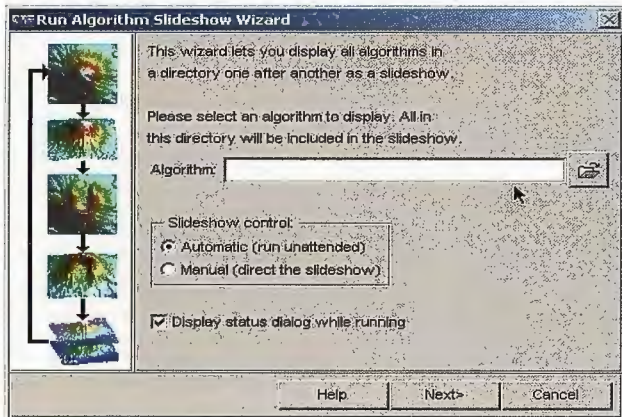 Run Algorithm Slideshow Wizard
This wizard lets you display all algorithms in
a directory one after another as a slideshow.
Please select an algorithm to display. All in
this directory will be included in the slideshow.
Algorithm:
Slideshow control:
Automatic (run unattended)
Manual (direct the slideshow)
Display status dialog while running
Help
Next>
Cancel